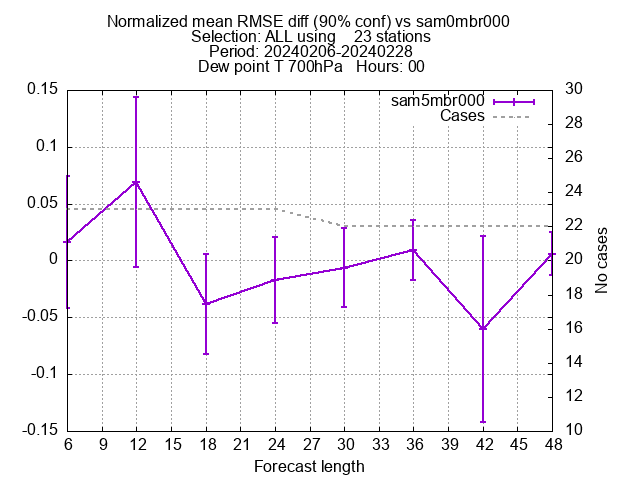 Normalized mean RMSE diff (90% conf) vs sam0mbr000
Selection: ALL using    23 stations
Period: 20240206-20240228
Dew point T 700hPa   Hours: 00
sam5mbr000
Cases
0.15
0.1
0.05
0
-0.05
-0.1
-0.15
30
28
26
24
22
20
18
16
14
12
10
No cases
6 9 12 15 18 21 24 27 30 33 36 39 42 45 48
Forecast length